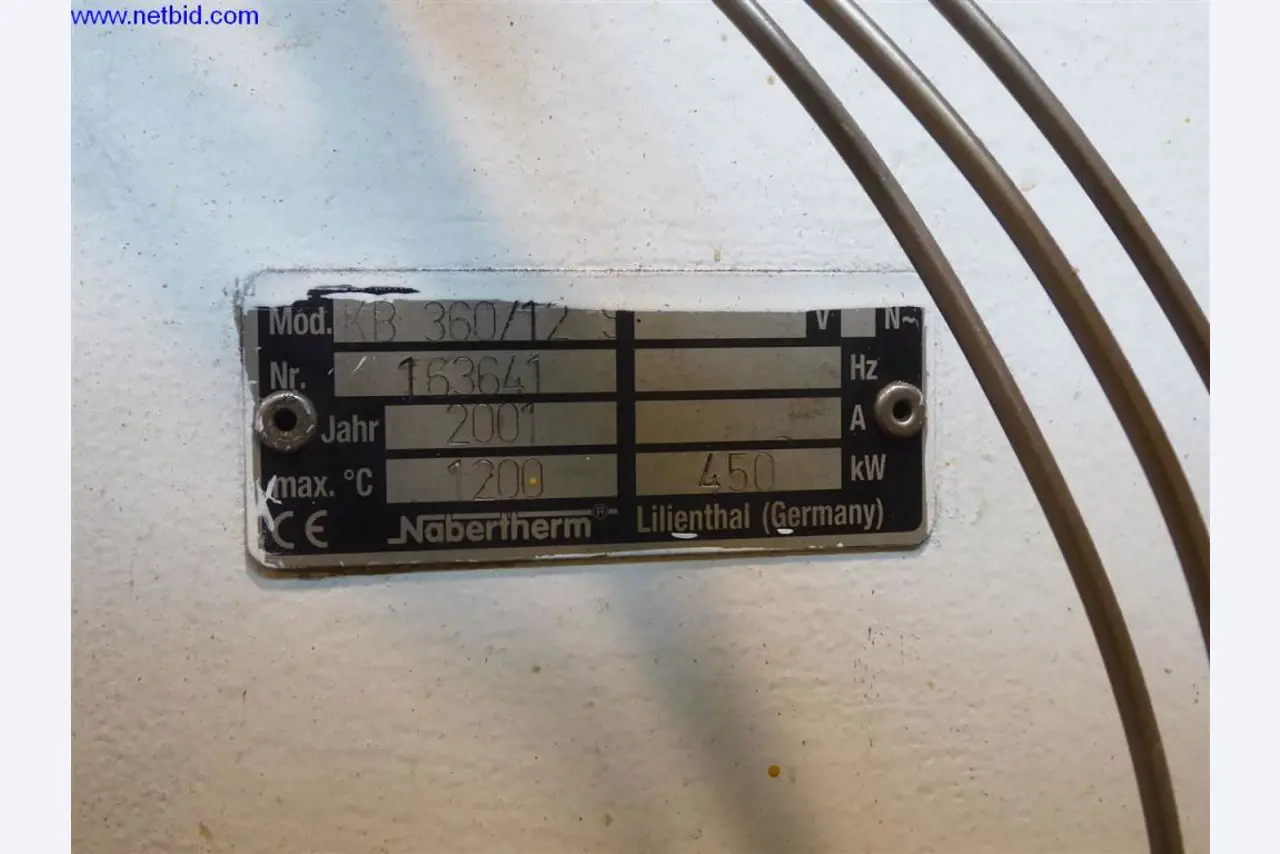 www.netbid.com
Mod. KB 360/12 S V N~
Nr. 163641 Hz
Jahr 2001 A
max. °C 1200 450 kW
CE Nabertherm® Lilienthal (Germany)